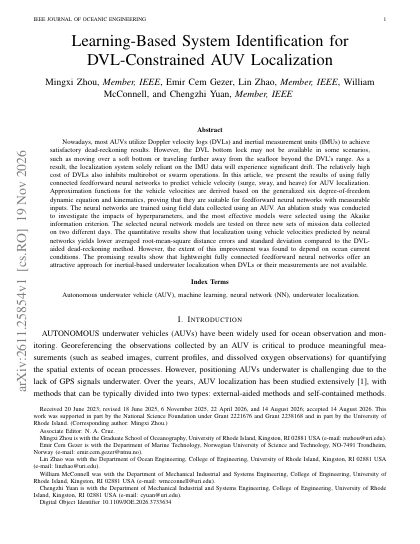 IEEE JOURNAL OF OCEANIC ENGINEERING 1
Learning-Based System Identification for
DVL-Constrained AUV Localization
Mingxi Zhou, Member, IEEE, Emir Cem Gezer, Lin Zhao, Member, IEEE, William
McConnell, and Chengzhi Yuan, Member, IEEE
Abstract
Nowadays, most AUVs utilize Doppler velocity logs (DVLs) and inertial measurement units (IMUs) to achieve
satisfactory dead-reckoning results. However, the DVL bottom lock may not be available in some scenarios,
such as moving over a soft bottom or traveling farther away from the seafloor beyond the DVL's range. As a
result, the localization system solely reliant on the IMU data will experience significant drift. The relatively high
cost of DVLs also inhibits multirobot or swarm operations. In this work, we present the results of using fully
connected feedforward neural networks to predict vehicle velocity (surge, sway, and heave) for AUV localization.
Approximation functions for the vehicle velocities are derived based on the generalized six degree-of-freedom
dynamic equation and kinematics, proving that they are suitable for feedforward neural networks with measurable
inputs. The neural networks are trained using field data collected using an AUV. An ablation study was conducted
to investigate the impacts of hyperparameters, and the most effective models were selected using the Akaike
information criterion. The selected neural network models are tested on three new sets of mission data collected
on two different days. The quantitative results show that localization using vehicle velocities predicted by neural
networks yields lower averaged root-mean-square distance errors and standard deviation compared to the DVL-
aided dead-reckoning method. However, the extent of this improvement was found to depend on ocean current
conditions. The promising results show that lightweight fully connected feedforward networks offer an
attractive approach for inertial-based underwater localization when DVLs or their measurements are not available.
Index Terms
Autonomous underwater vehicle (AUV), machine learning, neural network (NN), underwater localization.
I. INTRODUCTION
AUTONOMOUS underwater vehicles (AUVs) have been widely used for ocean observation and mon-
itoring. Georeferencing the observations collected by an AUV is critical to produce meaningful mea-
surements (such as seabed images, current profiles, and dissolved oxygen observations) for quantifying
the spatial extents of ocean processes. However, positioning AUVs underwater is challenging due to the
lack of GPS signals underwater. Over the years, AUV localization has been studied extensively [1], with
methods that can be typically divided into two types: external-aided methods and self-contained methods.
Received 20 June 2023; revised 18 June 2025, 6 November 2025, 22 April 2026, and 14 August 2026; accepted 14 August 2026. This
work was supported in part by the National Science Foundation under Grant 2221676 and Grant 2238168 and in part by the University of
Rhode Island. (Corresponding author: Mingxi Zhou.)
Associate Editor: N. A. Cruz.
Mingxi Zhou is with the Graduate School of Oceanography, University of Rhode Island, Kingston, RI 02881 USA (e-mail: mzhou@uri.edu).
Emir Cem Gezer is with the Department of Marine Technology, Norwegian University of Science and Technology, NO-7491 Trondheim,
Norway (e-mail: emir.cem.gezer@ntnu.no).
Lin Zhao was with the Department of Ocean Engineering, College of Engineering, University of Rhode Island, Kingston, RI 02881
USA (e-mail: linzhao@uri.edu).
William McConnell was with the Department of Mechanical Industrial and Systems Engineering, College of Engineering, University of
Rhode Island, Kingston, RI 02881 USA (e-mail: wmcconnell@uri.edu).
Chengzhi Yuan is with the Department of Mechanical Industrial and Systems Engineering, College of Engineering, University of Rhode
Island, Kingston, RI 02881 USA (e-mail: cyuan@uri.edu).
Digital Object Identifier 10.1109/JOE.2026.3733634
arXiv:2611.25854v1 [cs.RO] 19 Nov 2026